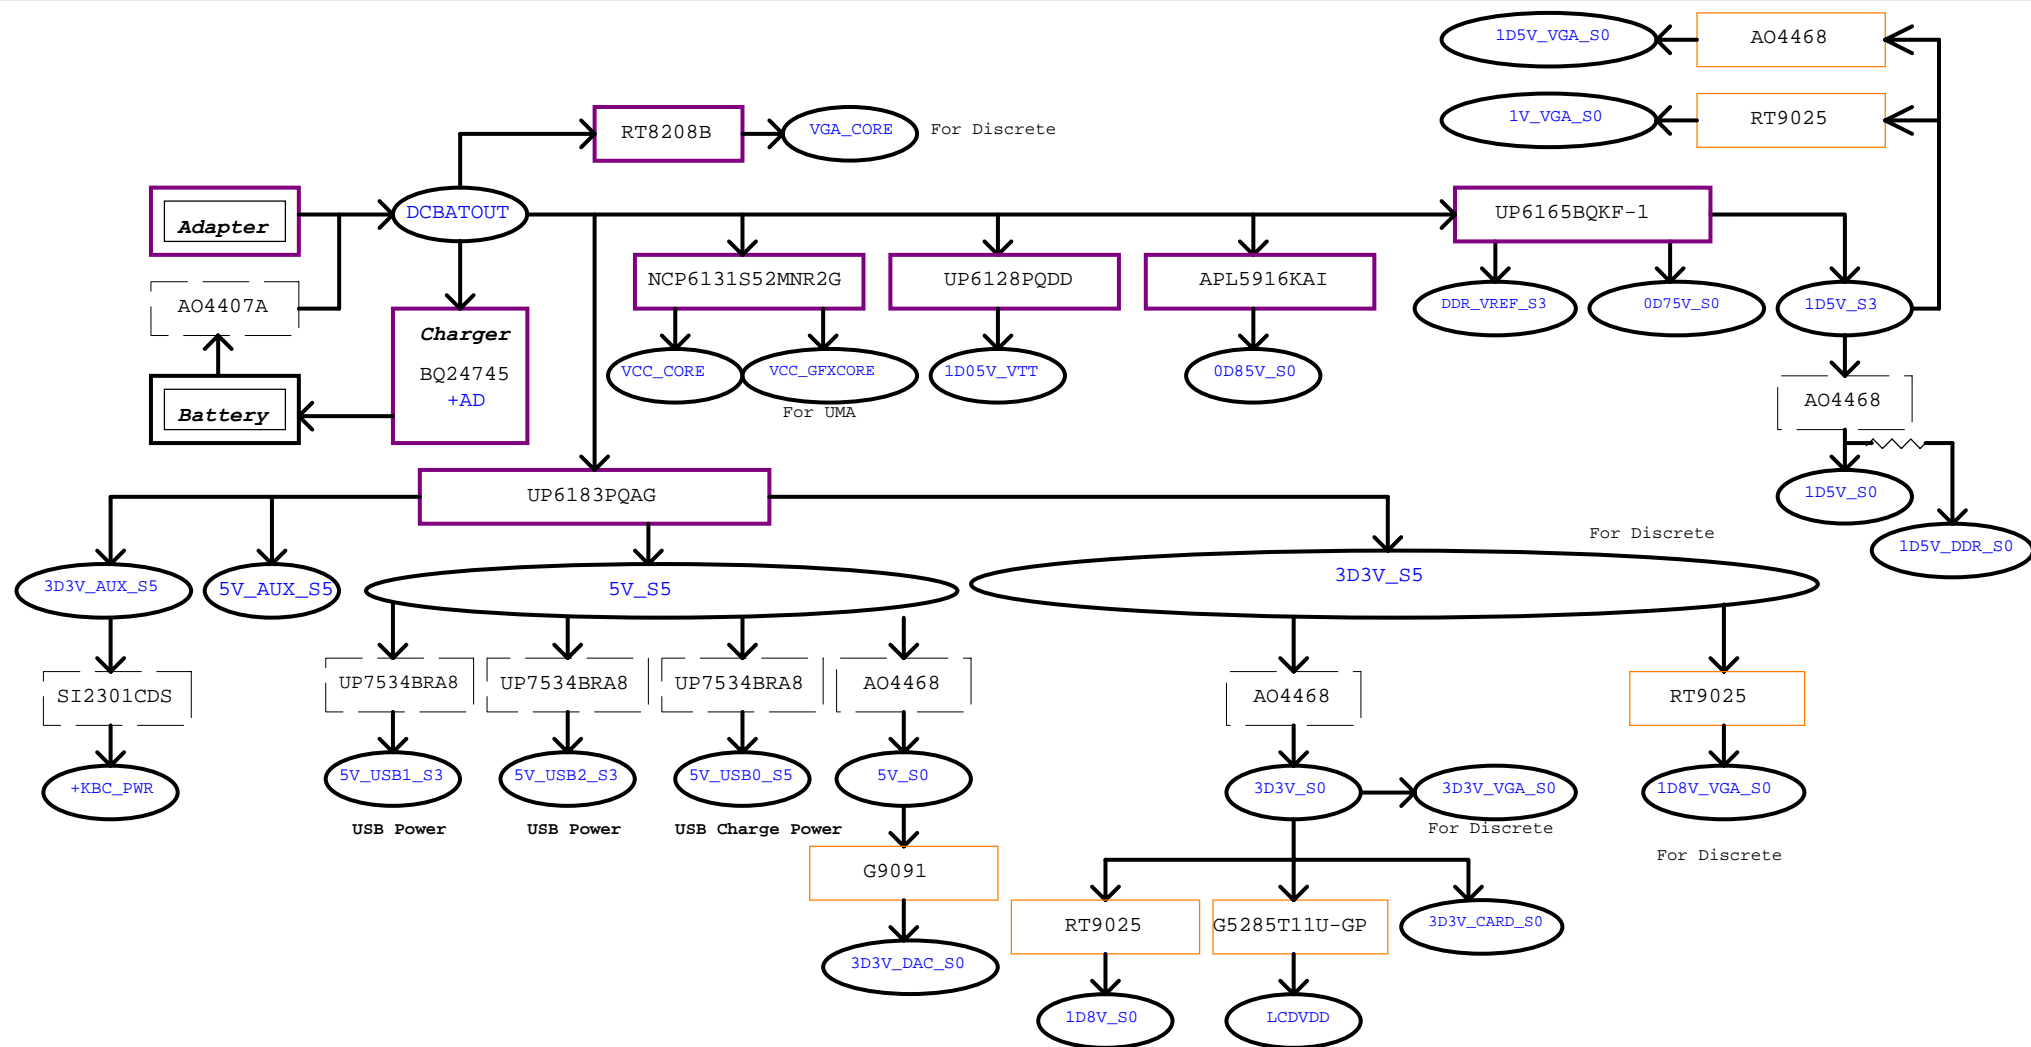 1D5V_VGA_S0
AO4468
1V_VGA_S0
RT9025
RT8208B
VGA_CORE
For Discrete
Adapter
DCBATOUT
UP6165BQKF-1
AO4407A
Charger
BQ24745
+AD
Battery
NCP6131S52MNR2G
UP6128PQDD
APL5916KAI
DDR_VREF_S3
0D75V_S0
1D5V_S3
VCC_CORE
VCC_GFXCORE
For UMA
1D05V_VTT
0D85V_S0
AO4468
1D5V_S0
1D5V_DDR_S0
UP6183PQAG
For Discrete
3D3V_AUX_S5
5V_AUX_S5
5V_S5
3D3V_S5
SI2301CDS
UP7534BRA8
UP7534BRA8
UP7534BRA8
AO4468
AO4468
RT9025
+KBC_PWR
5V_USB1_S3
5V_USB2_S3
5V_USB0_S5
5V_S0
3D3V_S0
3D3V_VGA_S0
1D8V_VGA_S0
USB Power
USB Power
USB Charge Power
For Discrete
For Discrete
G9091
RT9025
G5285T11U-GP
3D3V_CARD_S0
3D3V_DAC_S0
1D8V_S0
LCDVDD